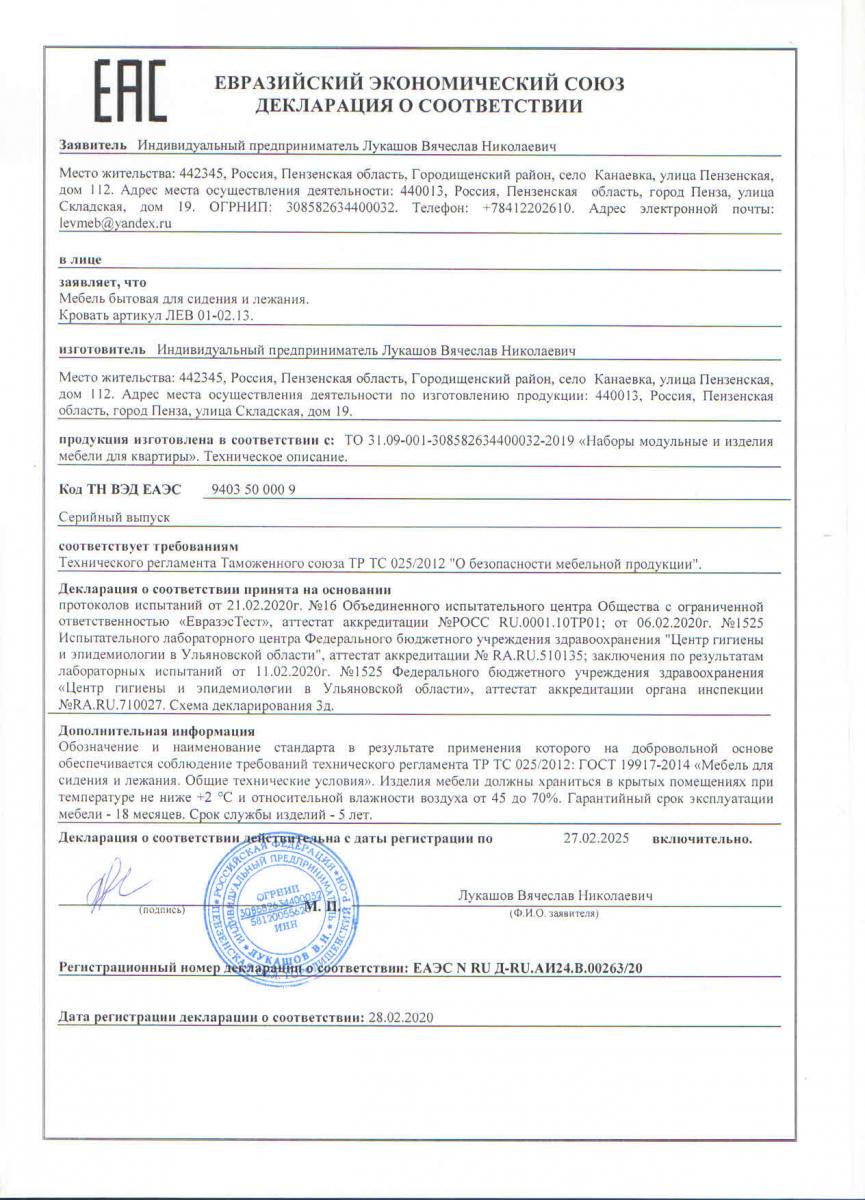 ЕАС
ЕВРАЗИЙСКИЙ ЭКОНОМИЧЕСКИЙ СОЮЗ
ДЕКЛАРАЦИЯ О СООТВЕТСТВИИ
Заявитель Индивидуальный предприниматель Лукашов Вячеслав Николаевич
Место жительства: 442345, Россия, Пензенская область, Городищенский район, село Канаевка, улица Пензенская,
дом 112. Адрес места осуществления деятельности: 440013, Россия, Пензенская область, город Пенза, улица
Складская, дом 19. ОГРНИП: 308582634400032. Телефон: +78412202610. Адрес электронной почты:
levmeb@yandex.ru
в лице
заявляет, что
Мебель бытовая для сидения и лежания.
Кровать артикул ЛЕВ 01-02.13.
изготовитель Индивидуальный предприниматель Лукашов Вячеслав Николаевич
Место жительства: 442345, Россия, Пензенская область, Городищенский район, село Канаевка, улица Пензенская,
дом 112. Адрес места осуществления деятельности по изготовлению продукции: 440013, Россия, Пензенская
область, город Пенза, улица Складская, дом 19.
продукция изготовлена в соответствии с: ТО 31.09-001-308582634400032-2019 «Наборы модульные и изделия
мебели для квартиры». Техническое описание.
Код ТН ВЭД ЕАЭС 9403 50 000 9
Серийный выпуск
соответствует требованиям
Технического регламента Таможенного союза ТР ТС 025/2012 "О безопасности мебельной продукции".
Декларация о соответствии принята на основании
протоколов испытаний от 21.02.2020г. №16 Объединенного испытательного центра Общества с ограниченной
ответственностью «ЕвразэсТест», аттестат аккредитации №РОСС RU.0001.10ТР01; от 06.02.2020г. №1525
Испытательного лабораторного центра Федерального бюджетного учреждения здравоохранения "Центр гигиены
и эпидемиологии в Ульяновской области", аттестат аккредитации № RA.RU.510135; заключения по результатам
лабораторных испытаний от 11.02.2020г. №1525 Федерального бюджетного учреждения здравоохранения
«Центр гигиены и эпидемиологии в Ульяновской области», аттестат аккредитации органа инспекции
№RA.RU.710027. Схема декларирования 3д.
Дополнительная информация
Обозначение и наименование стандарта в результате применения которого на добровольной основе
обеспечивается соблюдение требований технического регламента ТР ТС 025/2012: ГОСТ 19917-2014 «Мебель для
сидения и лежания. Общие технические условия». Изделия мебели должны храниться в крытых помещениях при
температуре не ниже +2 °С и относительной влажности воздуха от 45 до 70%. Гарантийный срок эксплуатации
мебели - 18 месяцев. Срок службы изделий - 5 лет.
Декларация о соответствии действительна с даты регистрации по 27.02.2025 включительно.
РОССИЙСКАЯ ФЕДЕРАЦИЯ
ИНДИВИДУАЛЬНЫЙ ПРЕДПРИНИМАТЕЛЬ
ОГРНИП
308582634400032
ИНН
ЛУКАШОВ В.Н.
М. П.
Лукашов Вячеслав Николаевич
(подпись)
(Ф.И.О. заявителя)
Регистрационный номер декларации о соответствии: ЕАЭС N RU Д-RU.АИ24.В.00263/20
Дата регистрации декларации о соответствии: 28.02.2020